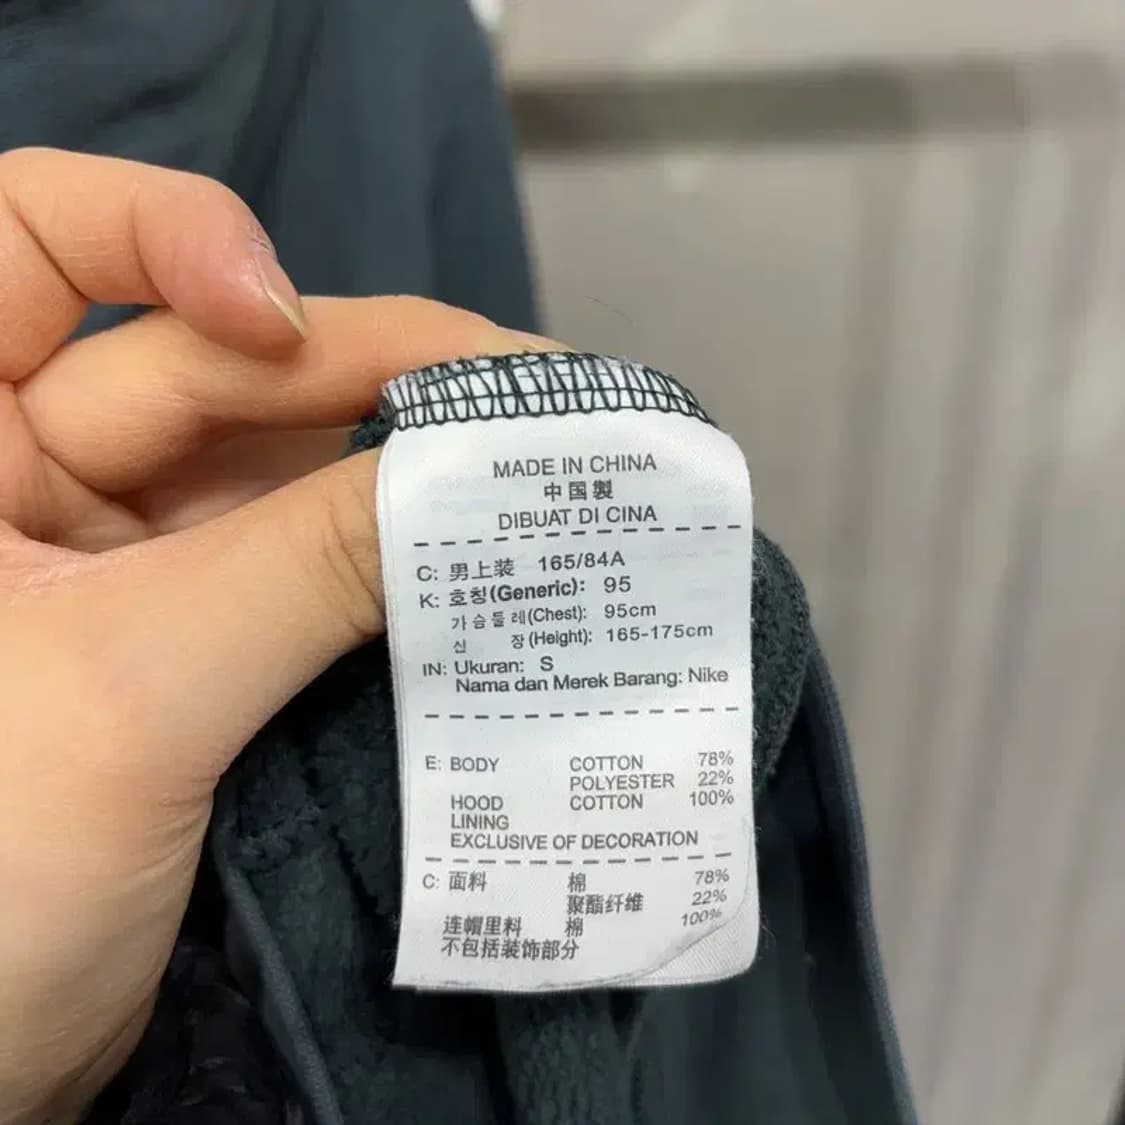 MADE IN CHINA
中国製
DIBUAT DI CINA
C: 男上装 165/84A
K: 호칭(Generic): 95
가슴둘레(Chest): 95cm
신 장(Height): 165-175cm
IN: Ukuran: S
Nama dan Merek Barang: Nike
E: BODY COTTON 78%
POLYESTER 22%
HOOD COTTON 100%
LINING
EXCLUSIVE OF DECORATION
C: 面料 棉 78%
聚酯纤维 22%
连帽里料 棉 100%
不包括装饰部分